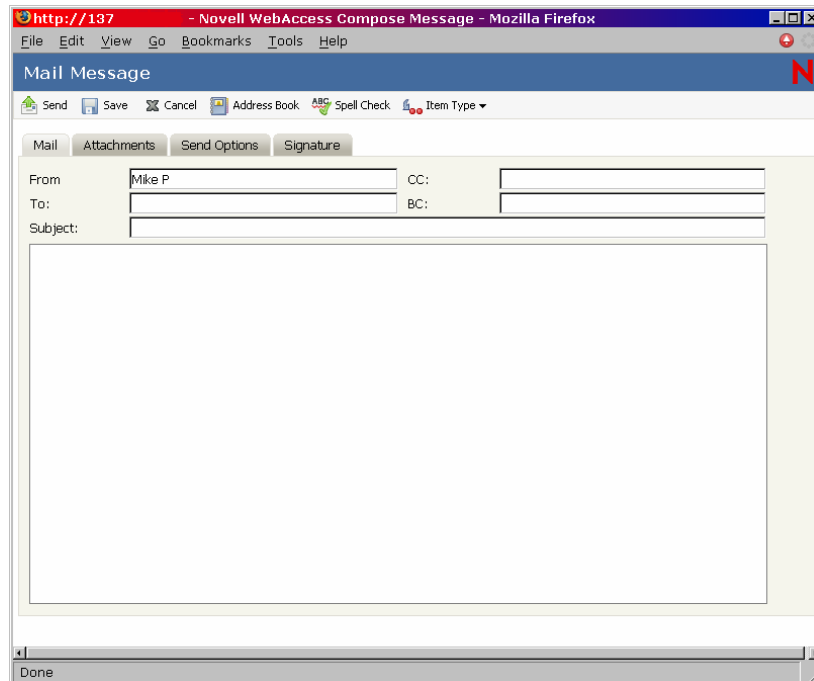 http://137 - Novell WebAccess Compose Message - Mozilla Firefox
File Edit View Go Bookmarks Tools Help
Mail Message N
Send Save Cancel Address Book ABC Spell Check Item Type
Mail Attachments Send Options Signature
From Mike P CC:
To: BC:
Subject:
Done